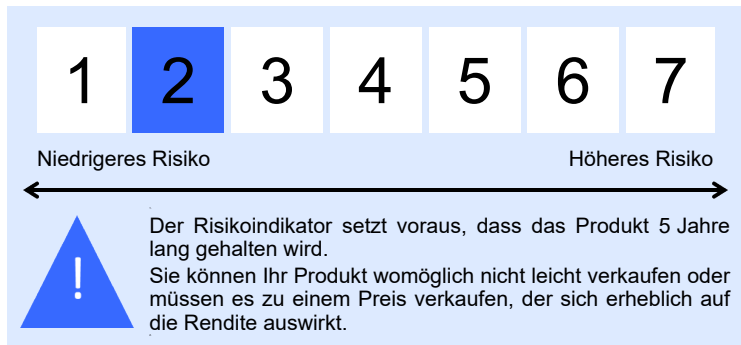 1 2 3 4 5 6 7
Niedrigeres Risiko Höheres Risiko
Der Risikoindikator setzt voraus, dass das Produkt 5 Jahre
lang gehalten wird.
!
Sie können Ihr Produkt womöglich nicht leicht verkaufen oder
müssen es zu einem Preis verkaufen, der sich erheblich auf
die Rendite auswirkt.